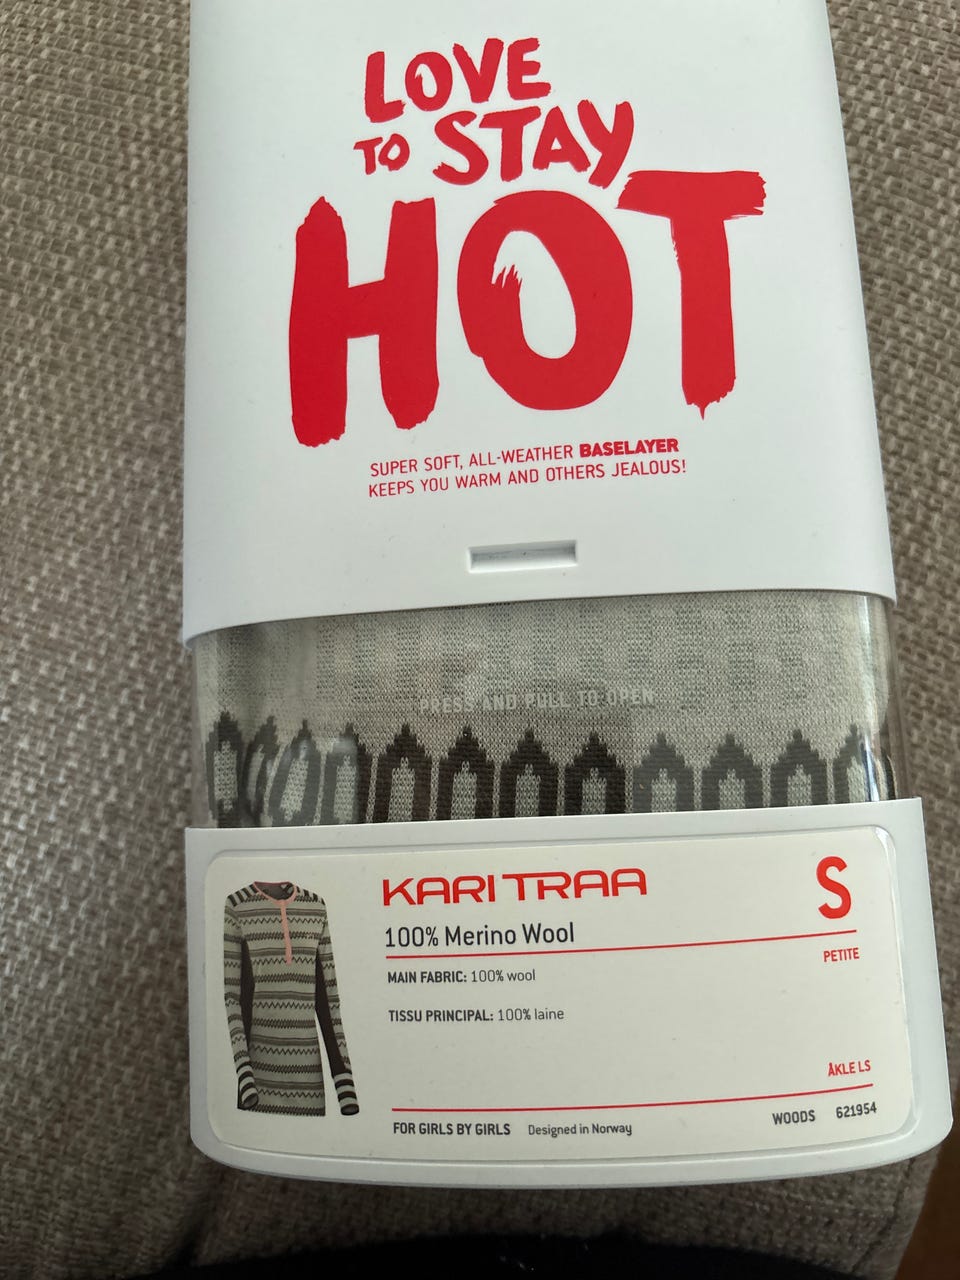 LOVE
TO STAY
HOT
SUPER SOFT, ALL-WEATHER BASELAYER
KEEPS YOU WARM AND OTHERS JEALOUS!
PRESS AND PULL TO OPEN
KARI TRAA
S
100% Merino Wool
PETITE
MAIN FABRIC: 100% wool
TISSU PRINCIPAL: 100% laine
ÅKLE LS
FOR GIRLS BY GIRLS Designed in Norway WOODS 621954